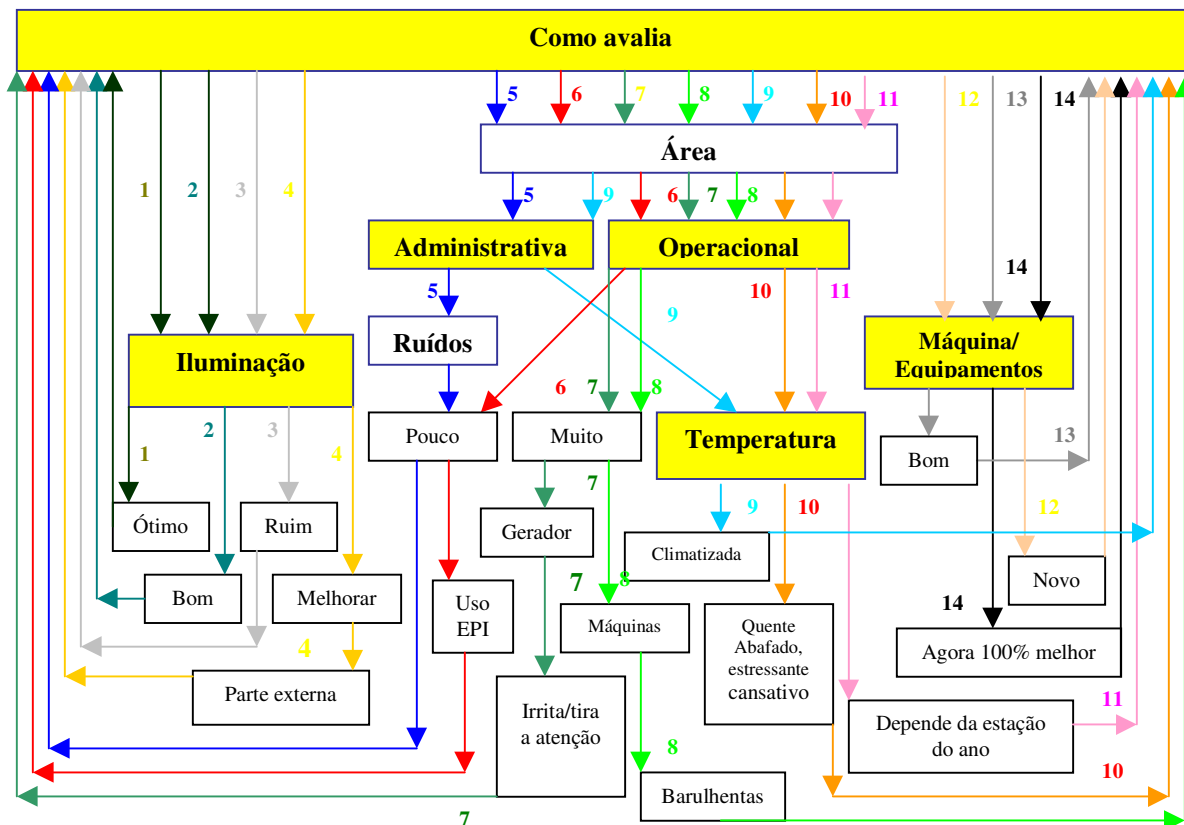 Como avalia
5 6 7 8 9 10 11 12 13 14
Área
1 2 3 4 5 9 6 7 8
Administrativa
Operacional
14
5 9 10 11
Ruídos
Iluminação
Máquina/
Equipamentos
6 7 8
Pouco
Muito
Temperatura
Bom
13
1 2 3 4
7
9 10 12
Ótimo
Ruim
Gerador
Climatizada
7 8
Novo
Bom
Melhorar
Uso
EPI
Máquinas
Quente
Abafado,
estressante
cansativo
14
4
Agora 100% melhor
Parte externa
Irrita/tira
a atenção
11
Depende da estação
do ano
8
10
Barulhentas
7